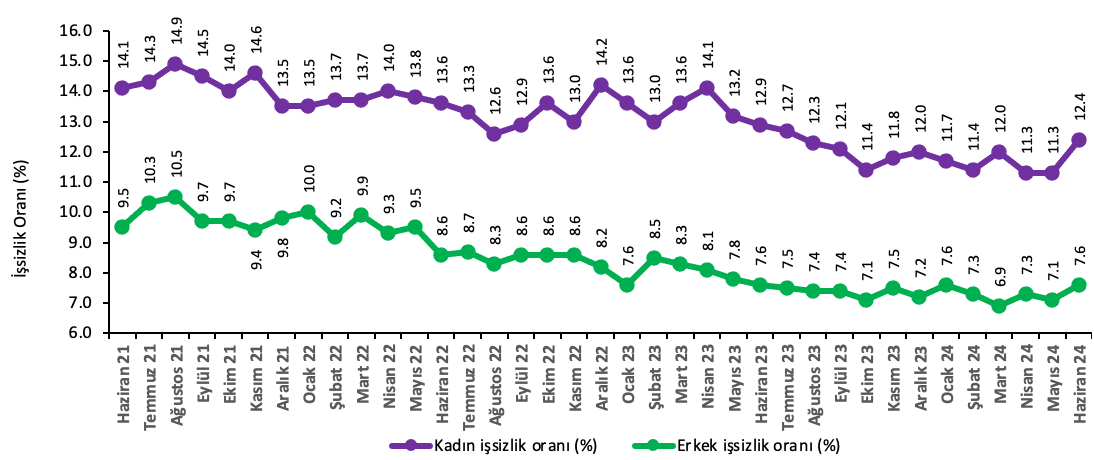 İşsizlik Oranı (%)
16.0
15.0
14.0
13.0
12.0
11.0
10.0
9.0
8.0
7.0
6.0
14.1 14.3 14.9 14.5 14.0 14.6 13.5 13.5 13.7 13.7 14.0 13.8 13.6 13.3 12.6 12.9 13.6 13.0 14.2 13.6 13.0 13.6 14.1 13.2 12.9 12.7 12.3 12.1 11.4 11.8 12.0 11.7 11.4 12.0 11.3 11.3 12.4
9.5 10.3 10.5 9.7 9.7 9.4 9.8 10.0 9.2 9.9 9.3 9.5 8.6 8.7 8.3 8.6 8.6 8.6 8.2 7.6 8.5 8.3 8.1 7.8 7.6 7.5 7.4 7.4 7.1 7.5 7.2 7.6 7.3 6.9 7.3 7.1 7.6
Haziran 21
Temmuz 21
Ağustos 21
Eylül 21
Ekim 21
Kasım 21
Aralık 21
Ocak 22
Şubat 22
Mart 22
Nisan 22
Mayıs 22
Haziran 22
Temmuz 22
Ağustos 22
Eylül 22
Ekim 22
Kasım 22
Aralık 22
Ocak 23
Şubat 23
Mart 23
Nisan 23
Mayıs 23
Haziran 23
Temmuz 23
Ağustos 23
Eylül 23
Ekim 23
Kasım 23
Aralık 23
Ocak 24
Şubat 24
Mart 24
Nisan 24
Mayıs 24
Haziran 24
Kadın işsizlik oranı (%)
Erkek işsizlik oranı (%)